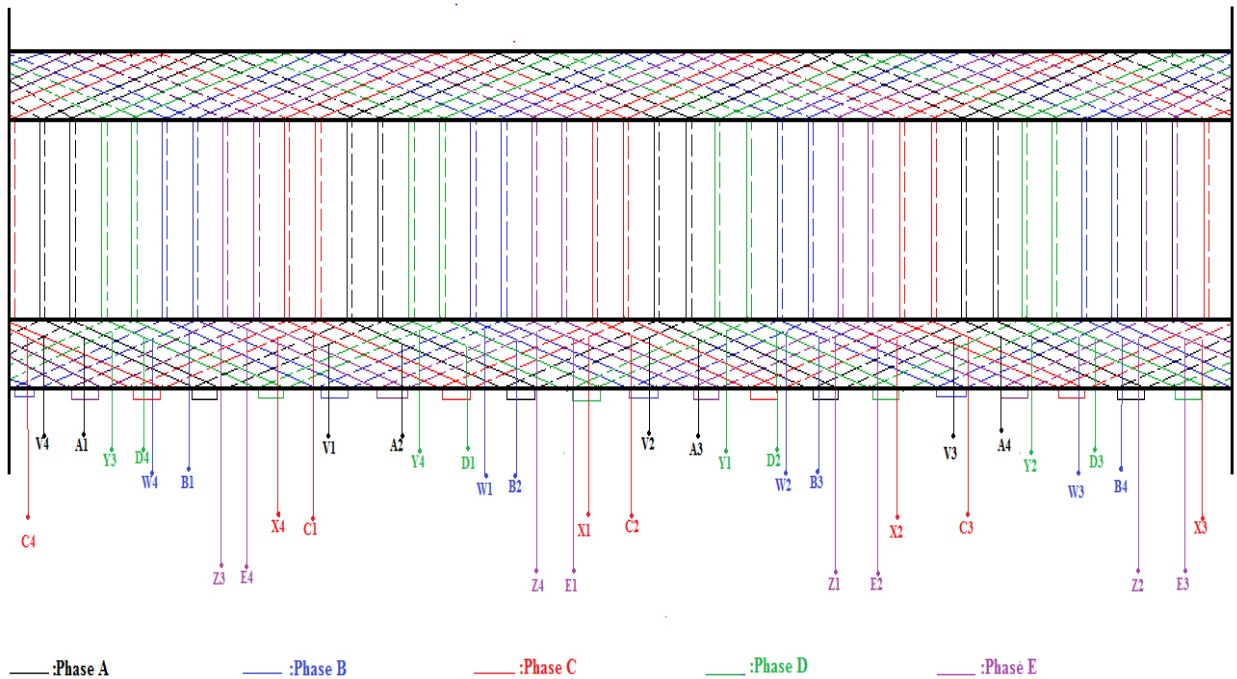 V4 A1 V1 A2 V2 A3 V3 A4
Y3 D4 Y4 D1 Y1 D2 Y2 D3
W4 B1 W1 B2 W2 B3 W3 B4
C4 X4 C1 X1 C2 X2 C3 X3
Z3 E4 Z4 E1 Z1 E2 Z2 E3
:Phase A :Phase B :Phase C :Phase D :Phase E